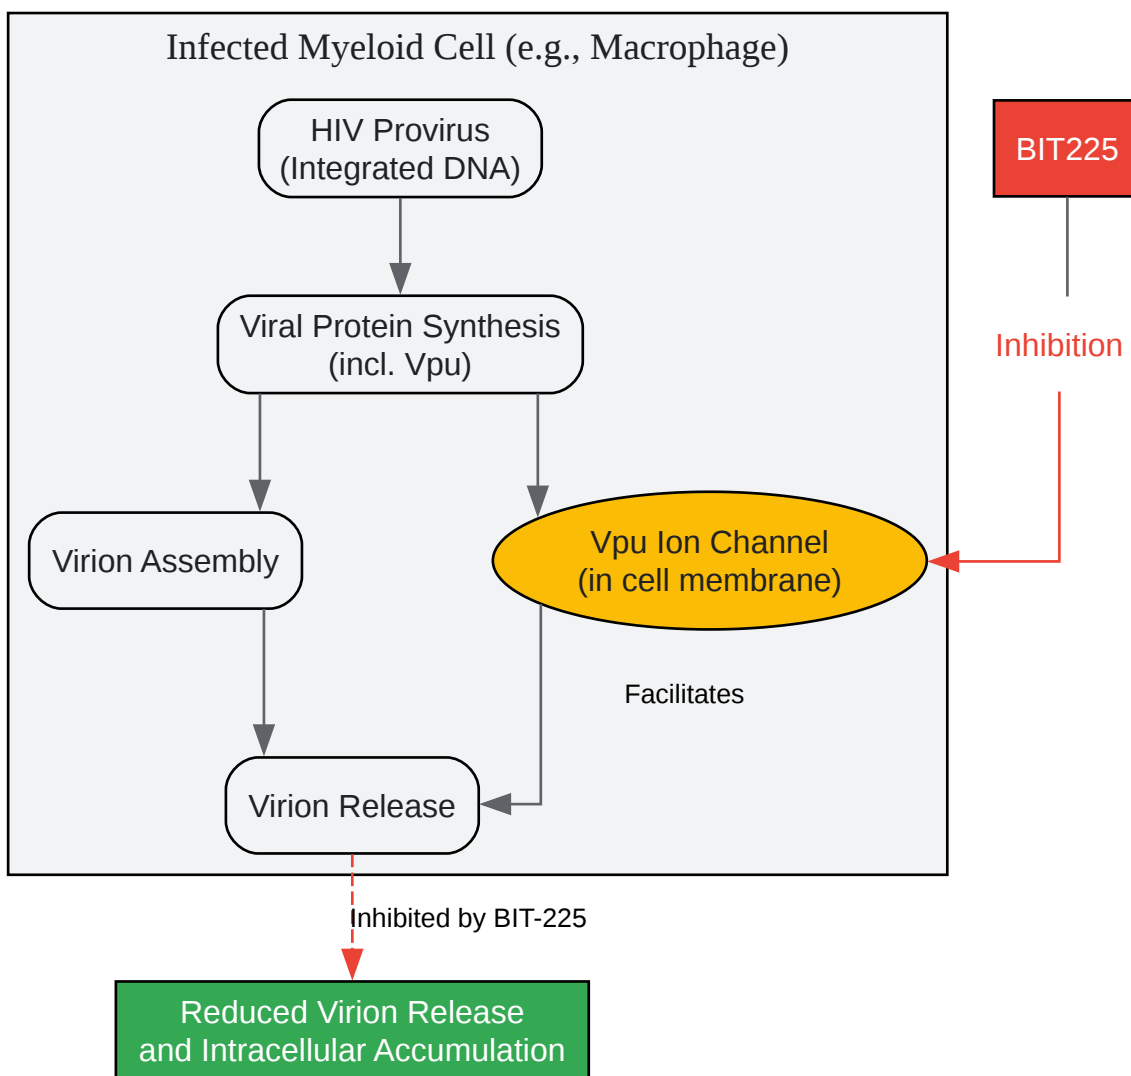 Infected Myeloid Cell (e.g., Macrophage)
HIV Provirus
(Integrated DNA)
BIT225
Viral Protein Synthesis
(incl. Vpu)
Inhibition
Virion Assembly
Vpu Ion Channel
(in cell membrane)
Facilitates
Virion Release
Inhibited by BIT-225
Reduced Virion Release
and Intracellular Accumulation